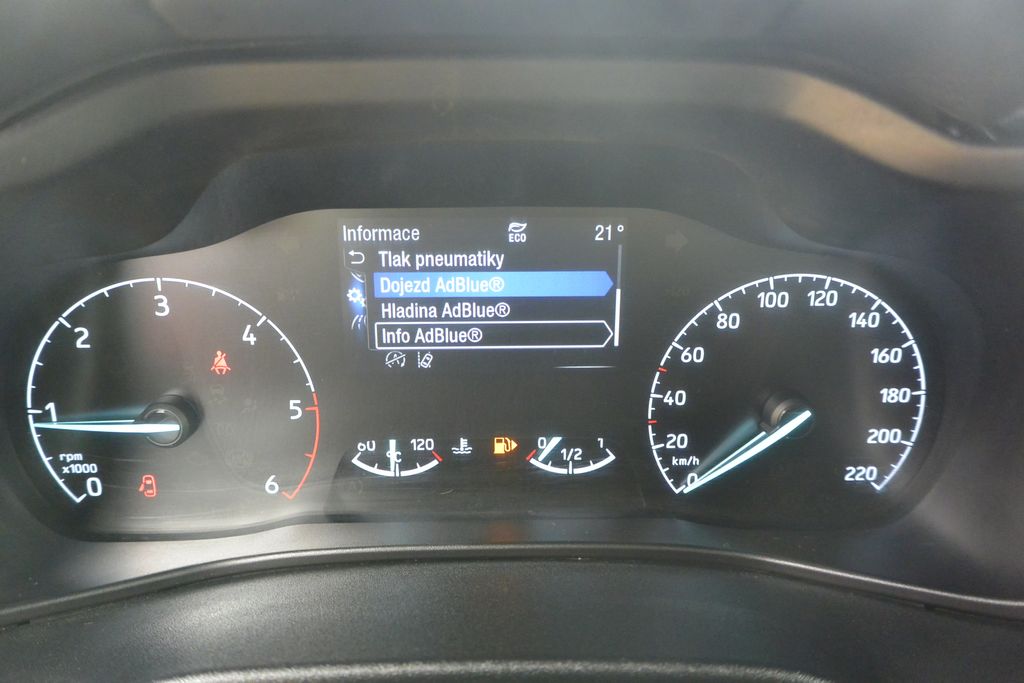 Informace ECO 21°
Tlak pneumatiky
Dojezd AdBlue®
Hladina AdBlue®
Info AdBlue®
0 1 2 3 4 5 6
rpm
x1000
60 120
°C
0 1/2 1
0 20 40 60 80 100 120 140 160 180 200 220
km/h